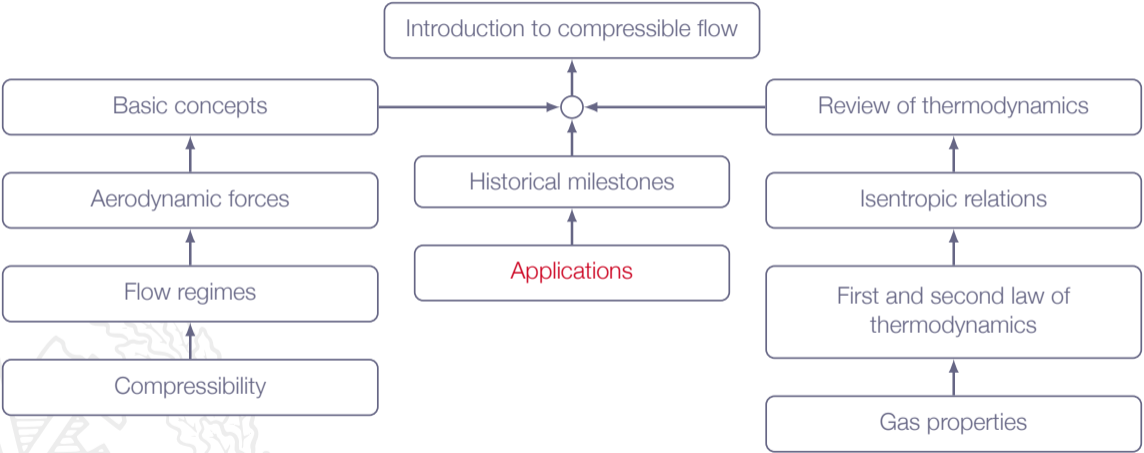 Introduction to compressible flow
Basic concepts
Review of thermodynamics
Historical milestones
Aerodynamic forces
Isentropic relations
Applications
Flow regimes
First and second law of
thermodynamics
Compressibility
Gas properties